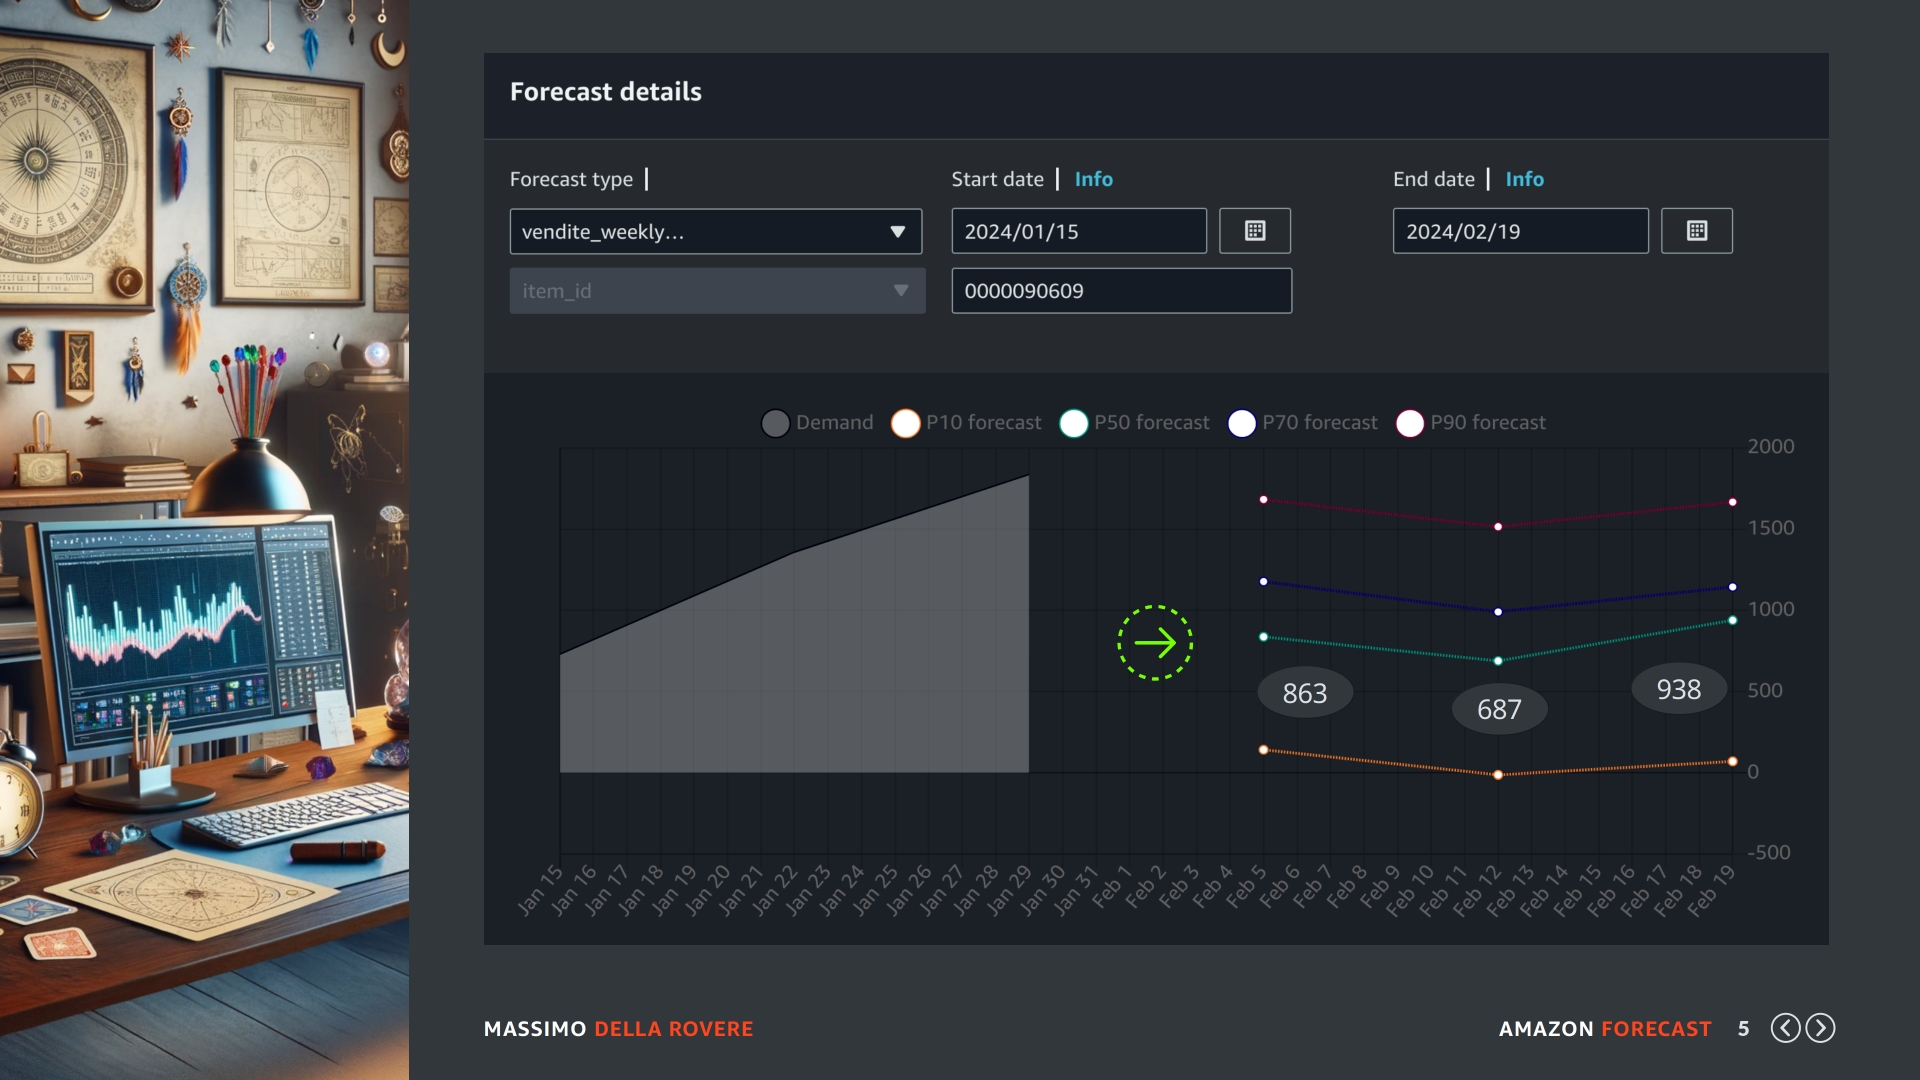 Forecast details
Forecast type | Start date | Info End date | Info
vendite_weekly... 2024/01/15 2024/02/19
item_id 0000090609
Demand P10 forecast P50 forecast P70 forecast P90 forecast
2000
1500
1000
500
0
-500
863
687
938
Jan 15 Jan 16 Jan 17 Jan 18 Jan 19 Jan 20 Jan 21 Jan 22 Jan 23 Jan 24 Jan 25 Jan 26 Jan 27 Jan 28 Jan 29 Jan 30 Jan 31 Feb 1 Feb 2 Feb 3 Feb 4 Feb 5 Feb 6 Feb 7 Feb 8 Feb 9 Feb 10 Feb 11 Feb 12 Feb 13 Feb 14 Feb 15 Feb 16 Feb 17 Feb 18 Feb 19
MASSIMO DELLA ROVERE
AMAZON FORECAST 5